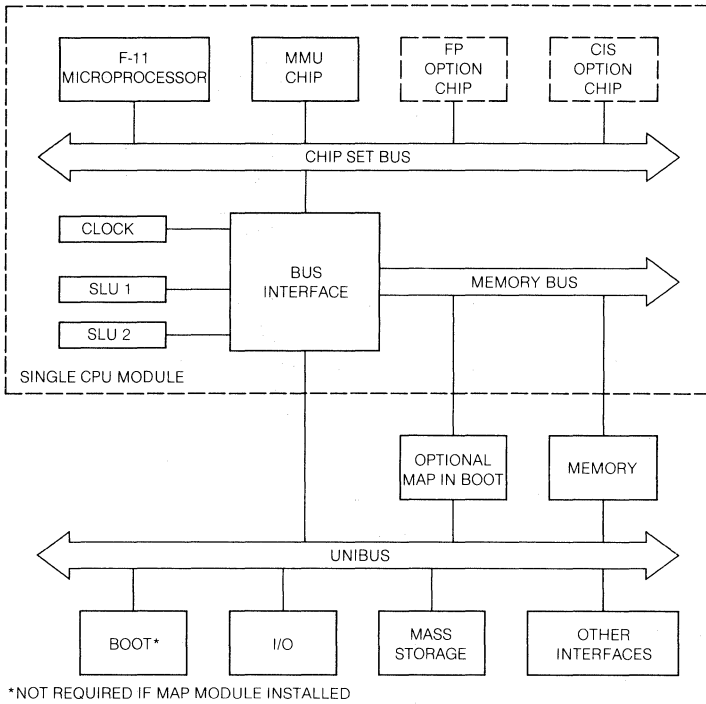 F-11
MICROPROCESSOR
MMU
CHIP
FP
OPTION
CHIP
CIS
OPTION
CHIP
CHIP SET BUS
CLOCK
SLU 1
SLU 2
BUS
INTERFACE
MEMORY BUS
SINGLE CPU MODULE
OPTIONAL
MAP IN BOOT
MEMORY
UNIBUS
BOOT*
I/O
MASS
STORAGE
OTHER
INTERFACES
*NOT REQUIRED IF MAP MODULE INSTALLED